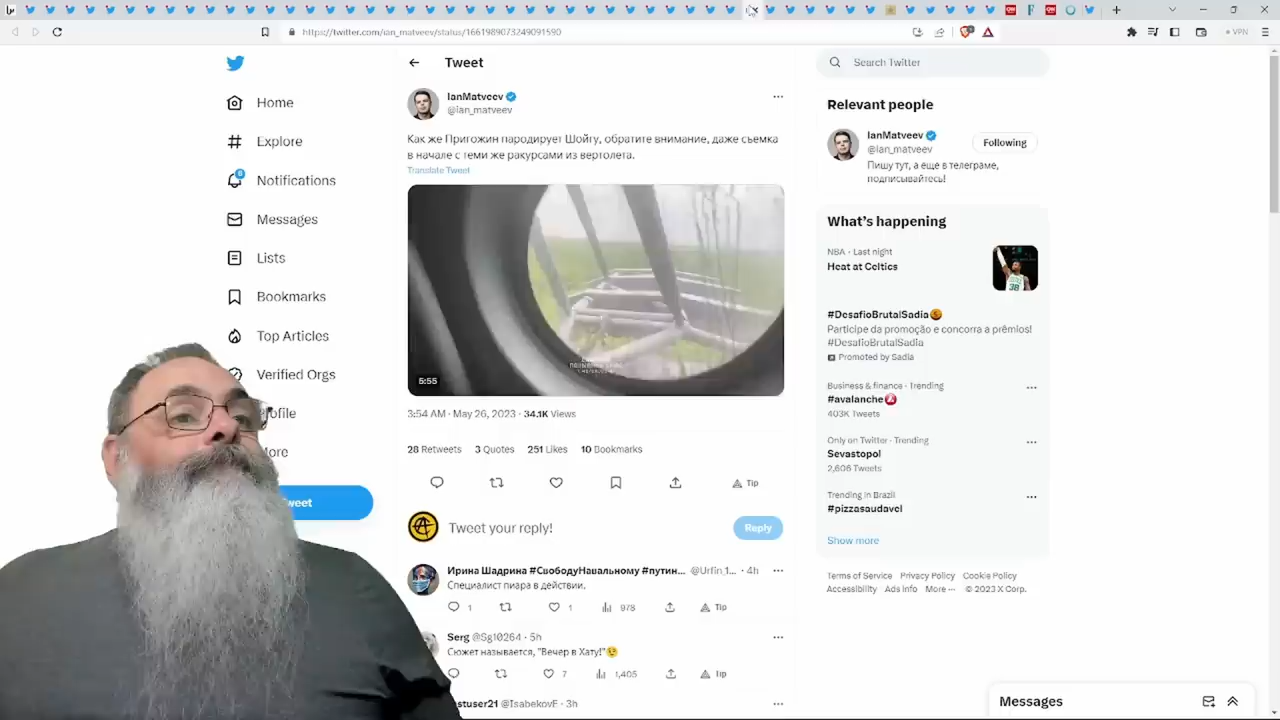 https://twitter.com/ian_matveev/status/1661989073249091590
VPN
Home
Explore
8
Notifications
Messages
Lists
Bookmarks
Top Articles
Verified Orgs
Tweet
IanMatveev
@ian_matveev
Как же Пригожин пародирует Шойгу, обратите внимание, даже съемка
в начале с теми же ракурсами из вертолета.
Translate Tweet
5:55
3:54 AM · May 26, 2023 · 34.1K Views
28 Retweets 3 Quotes 251 Likes 10 Bookmarks
Tip
Tweet your reply!
Reply
Ирина Шадрина #СвободуНавальному #путин... @Urfin_1... · 4h
Специалист пиара в действии.
1 1 978 Tip
Serg @Sg10264 · 5h
Сюжет называется, "Вечер в Хату!"😉
7 1,405 Tip
stuser21 @IsabekovE · 3h
Search Twitter
Relevant people
IanMatveev
@ian_matveev
Following
Пишу тут, а еще в телеграме,
подписывайтесь!
What's happening
NBA · Last night
Heat at Celtics
#DesafioBrutalSadia
Participe da promoção e concorra a prêmios!
#DesafioBrutalSadia
Promoted by Sadia
Business & finance · Trending
#avalanche
403K Tweets
Only on Twitter · Trending
Sevastopol
2,606 Tweets
Trending in Brazil
#pizzasaudavel
Show more
Terms of Service Privacy Policy Cookie Policy
Accessibility Ads info More ··· © 2023 X Corp.
Messages